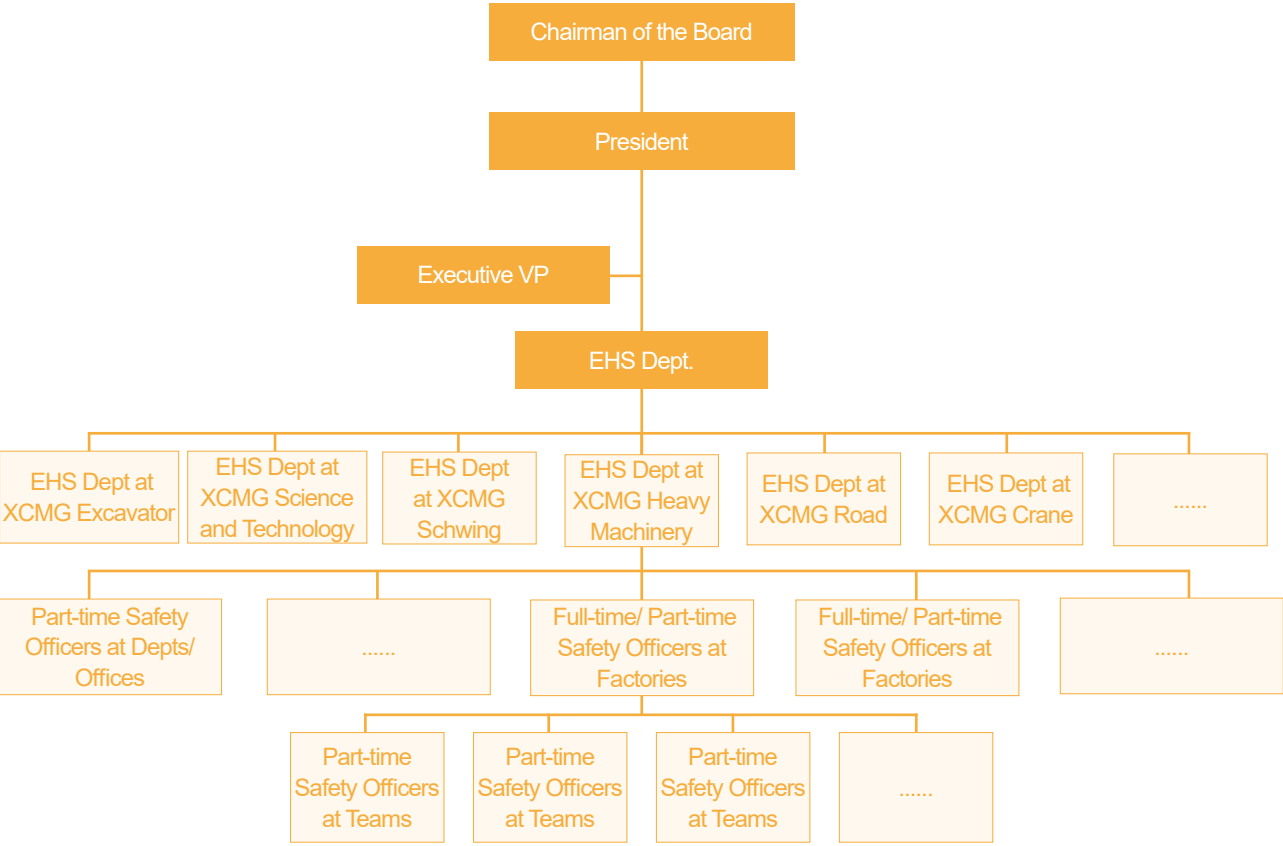 Chairman of the Board
President
Executive VP
EHS Dept.
EHS Dept at
XCMG Excavator
EHS Dept at
XCMG Science
and Technology
EHS Dept
at XCMG
Schwing
EHS Dept at
XCMG Heavy
Machinery
EHS Dept at
XCMG Road
EHS Dept at
XCMG Crane
......
Part-time Safety
Officers at Depts/
Offices
......
Full-time/ Part-time
Safety Officers at
Factories
Full-time/ Part-time
Safety Officers at
Factories
......
Part-time
Safety Officers
at Teams
Part-time
Safety Officers
at Teams
Part-time
Safety Officers
at Teams
......